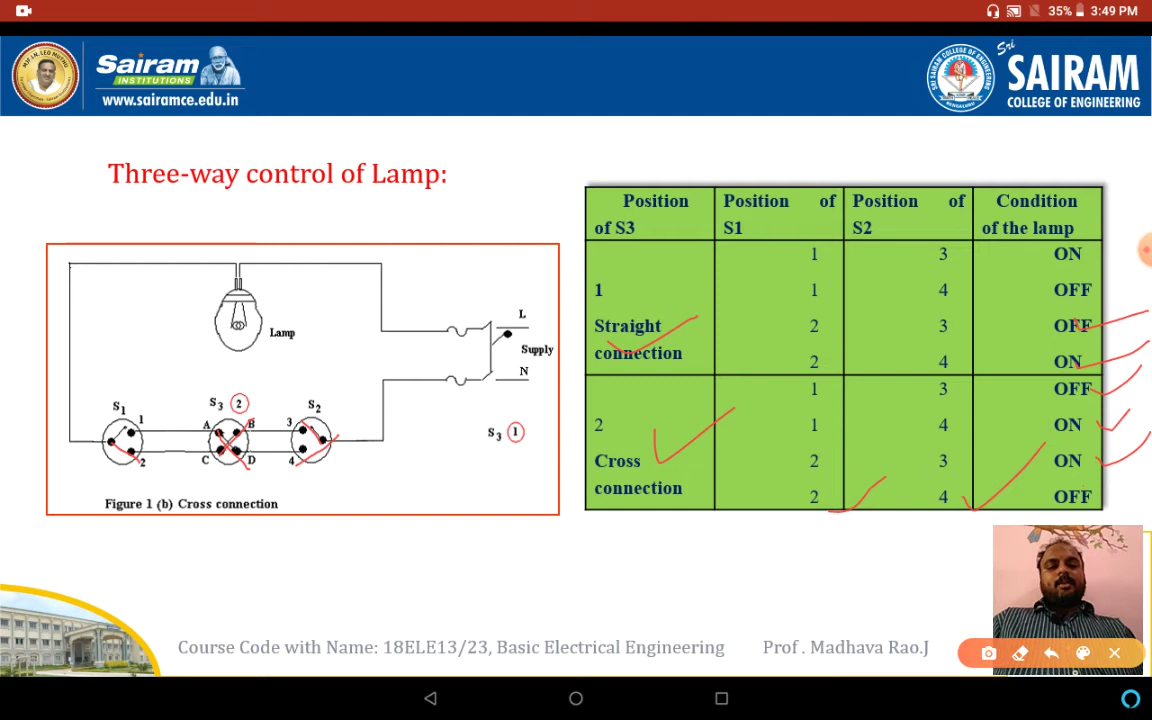 35% 3:49 PM
Sairam
INSTITUTIONS
www.sairamce.edu.in
Sri
SAIRAM
COLLEGE OF ENGINEERING
Three-way control of Lamp:
Lamp
L
Supply
N
S1 1 2
S3 2
A B
C D
S2
3
4
S3 1
Figure 1 (b) Cross connection
Position of S3 Position of S1 Position of S2 Condition of the lamp
1 3 ON
1 1 4 OFF
Straight 2 3 OFF
connection 2 4 ON
1 3 OFF
2 1 4 ON
Cross 2 3 ON
connection 2 4 OFF
Course Code with Name: 18ELE13/23, Basic Electrical Engineering Prof . Madhava Rao.J